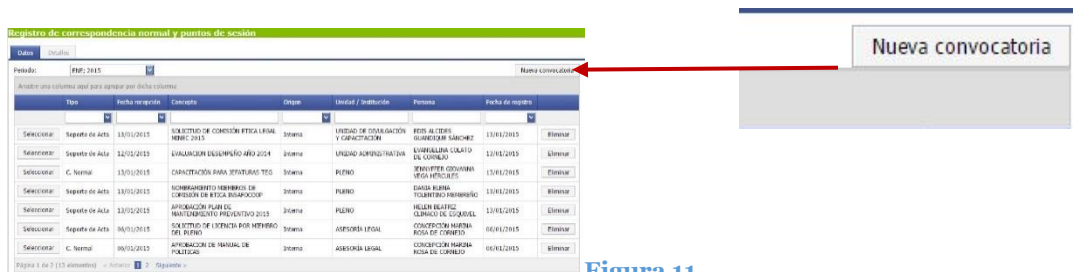 Registro de correspondencia normal y puntos de sesión
Datos Detalles
Periodo: ENE; 2015 Nueva convocatoria
Nueva convocatoria
Arrastre una columna aquí para agrupar por dicha columna
Tipo Fecha recepción Concepto Origen Unidad / Institución Persona Fecha de registro
Seleccionar Soporte de Acta 13/01/2015 SOLICITUD DE COMISIÓN ETICA LEGAL MINEC 2015 Interna UNIDAD DE DIVULGACIÓN Y CAPACITACIÓN EDIS ALCIDES GUANDIQUE SÁNCHEZ 13/01/2015 Eliminar
Seleccionar Soporte de Acta 12/01/2015 EVALUACION DESEMPEÑO AÑO 2014 Interna UNIDAD ADMINISTRATIVA EVANGELINA COLATO DE CORNEJO 13/01/2015 Eliminar
Seleccionar C. Normal 13/01/2015 CAPACITACIÓN PARA JEFATURAS TEG Interna PLENO JENNYFFER GIOVANNA VEGA HÉRCULES 13/01/2015 Eliminar
Seleccionar Soporte de Acta 13/01/2015 NOMBRAMIENTO MIEMBROS DE COMISIÓN DE ETICA INSAFOCOOP Interna PLENO ELENA TOLENTINO MEMBREÑO 13/01/2015 Eliminar
Seleccionar Soporte de Acta 13/01/2015 APROBACIÓN PLAN DE MANTENIMIENTO PREVENTIVO 2015 Interna PLENO HELEN BEATRIZ CLIMACO DE ESQUIVEL 13/01/2015 Eliminar
Seleccionar Soporte de Acta 06/01/2015 SOLICITUD DE LICENCIA POR MIEMBRO DEL PLENO Interna ASESORÍA LEGAL CONCEPCIÓN MARINA ROSA DE CORNEJO 06/01/2015 Eliminar
Seleccionar C. Normal 06/01/2015 APROBACION DE MANUAL DE POLITICAS Interna ASESORÍA LEGAL CONCEPCIÓN MARINA ROSA DE CORNEJO 06/01/2015 Eliminar
Página 1 de 2 (13 elementos) < Anterior 1 2 Siguiente >
Figura 11